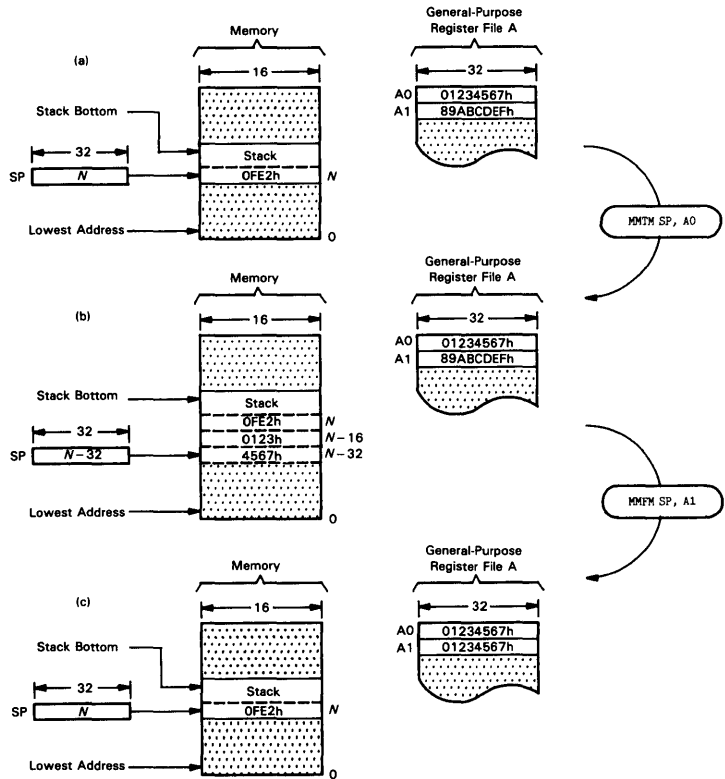 General-Purpose
Register File A
Memory
(a)
16
32
A0 01234567h
A1 89ABCDEFh
Stack Bottom
32
Stack
SP N
0FE2h N
MMTM SP, A0
Lowest Address
0
General-Purpose
Register File A
Memory
(b)
16
32
A0 01234567h
A1 89ABCDEFh
Stack Bottom
Stack
0FE2h N
32
0123h N-16
SP N-32
4567h N-32
MMFM SP, A1
Lowest Address
0
General-Purpose
Register File A
Memory
(c)
16
32
A0 01234567h
A1 01234567h
Stack Bottom
32
Stack
SP N
0FE2h N
Lowest Address
0